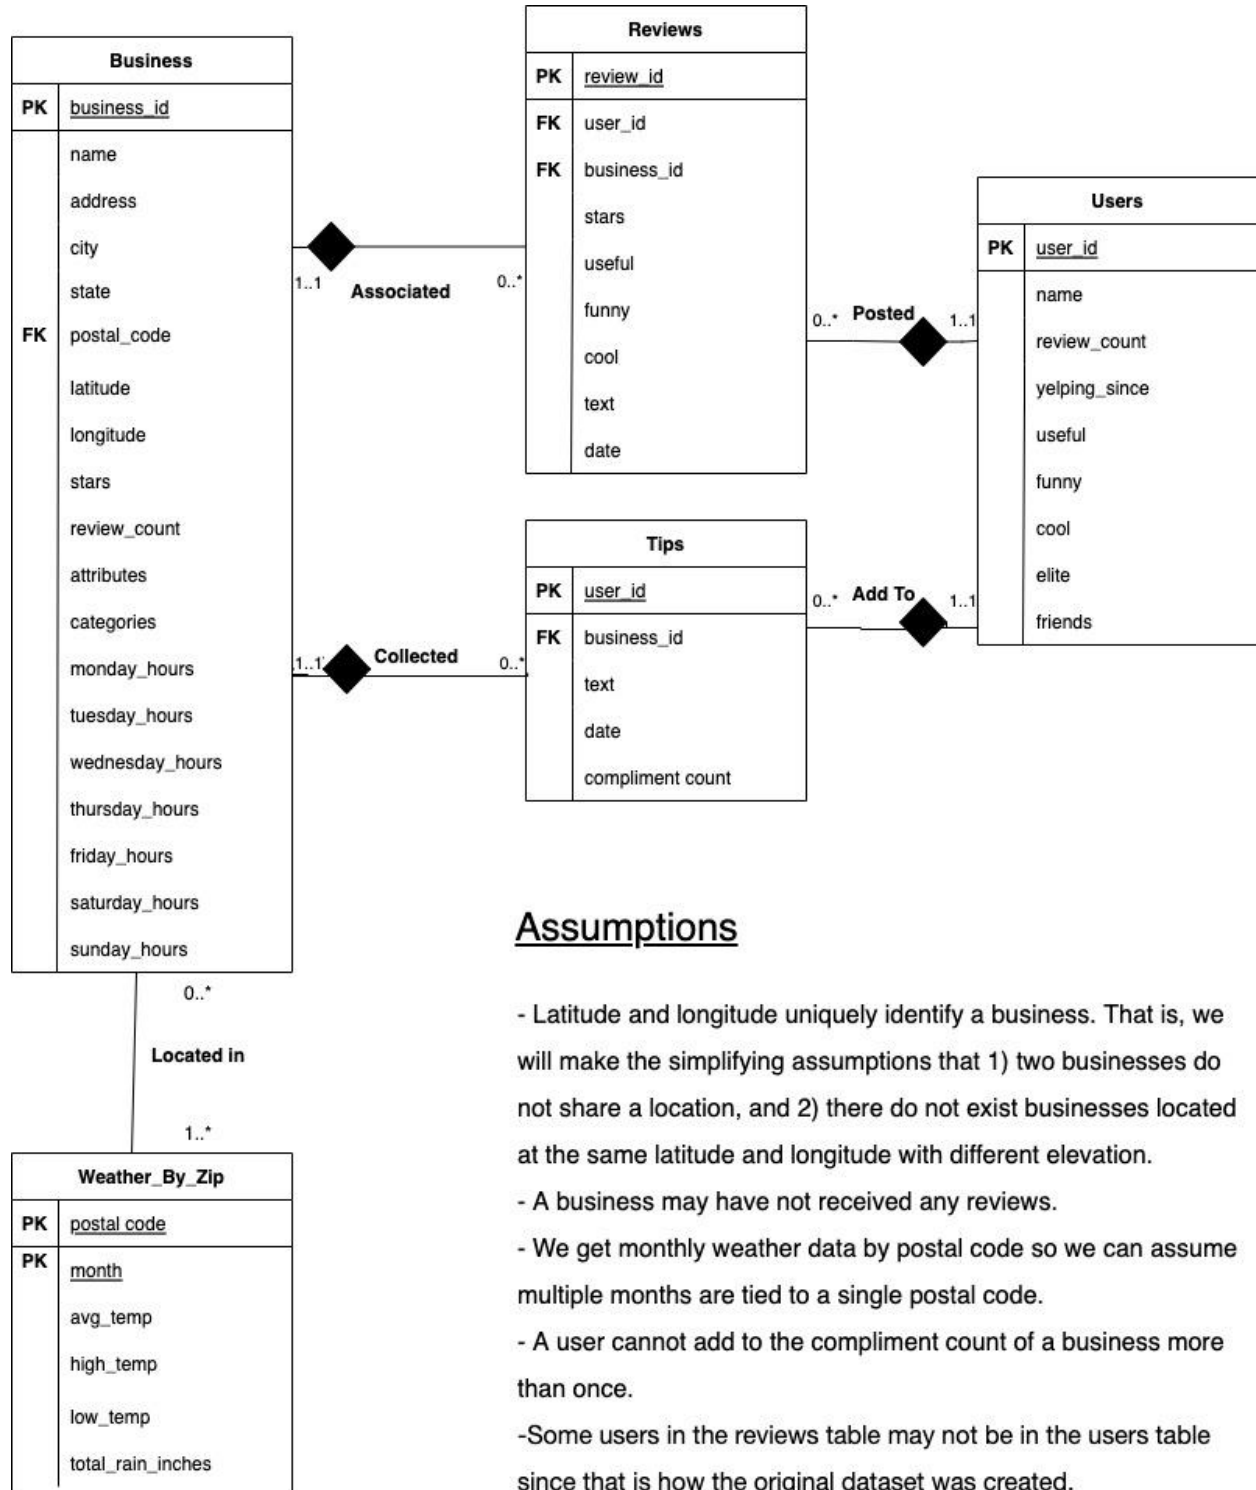 Business
PK business_id
name
address
city
state
FK postal_code
latitude
longitude
stars
review_count
attributes
categories
monday_hours
tuesday_hours
wednesday_hours
thursday_hours
friday_hours
saturday_hours
sunday_hours
1..1 Associated 0..*
Reviews
PK review_id
FK user_id
FK business_id
stars
useful
funny
cool
text
date
0..* Posted 1..1
Users
PK user_id
name
review_count
yelping_since
useful
funny
cool
elite
friends
1..1 Collected 0..*
Tips
PK user_id
FK business_id
text
date
compliment count
0..* Add To 1..1
0..*
Located in
1..*
Weather_By_Zip
PK postal code
PK month
avg_temp
high_temp
low_temp
total_rain_inches
Assumptions
- Latitude and longitude uniquely identify a business. That is, we
will make the simplifying assumptions that 1) two businesses do
not share a location, and 2) there do not exist businesses located
at the same latitude and longitude with different elevation.
- A business may have not received any reviews.
- We get monthly weather data by postal code so we can assume
multiple months are tied to a single postal code.
- A user cannot add to the compliment count of a business more
than once.
-Some users in the reviews table may not be in the users table
since that is how the original dataset was created.